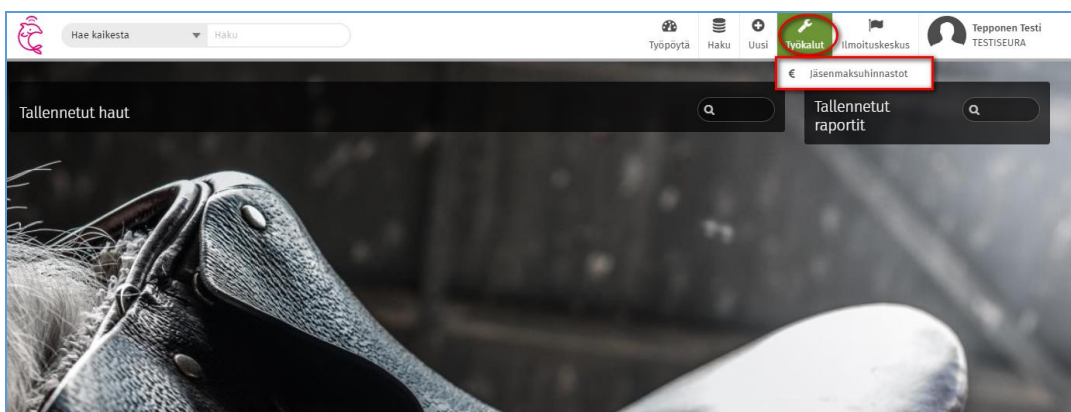 Hae kaikesta
Haku
Työpöytä
Haku
Uusi
Työkalut
Ilmoituskeskus
Tepponen Testi
TESTISEURA
€ Jäsenmaksuhinnastot
Tallennetut haut
Tallennetut
raportit